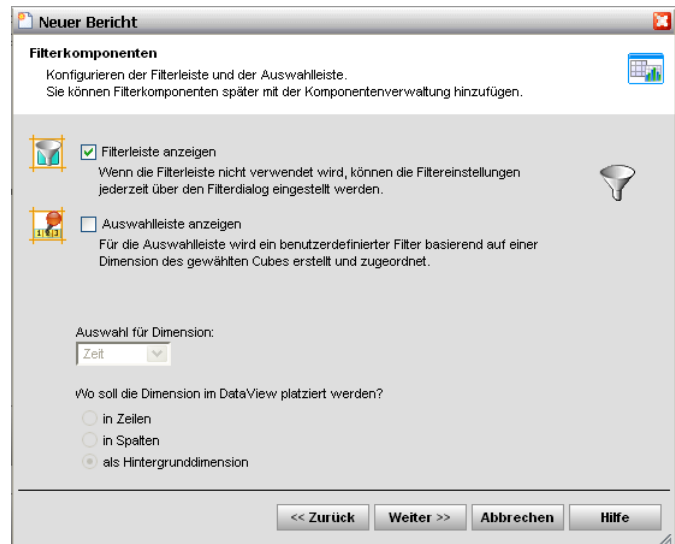 Neuer Bericht
Filterkomponenten
Konfigurieren der Filterleiste und der Auswahlleiste.
Sie können Filterkomponenten später mit der Komponentenverwaltung hinzufügen.
Filterleiste anzeigen
Wenn die Filterleiste nicht verwendet wird, können die Filtereinstellungen
jederzeit über den Filterdialog eingestellt werden.
Auswahlleiste anzeigen
Für die Auswahlleiste wird ein benutzerdefinierter Filter basierend auf einer
Dimension des gewählten Cubes erstellt und zugeordnet.
Auswahl für Dimension:
Zeit
Wo soll die Dimension im DataView platziert werden?
in Zeilen
in Spalten
als Hintergrunddimension
<< Zurück Weiter >> Abbrechen Hilfe